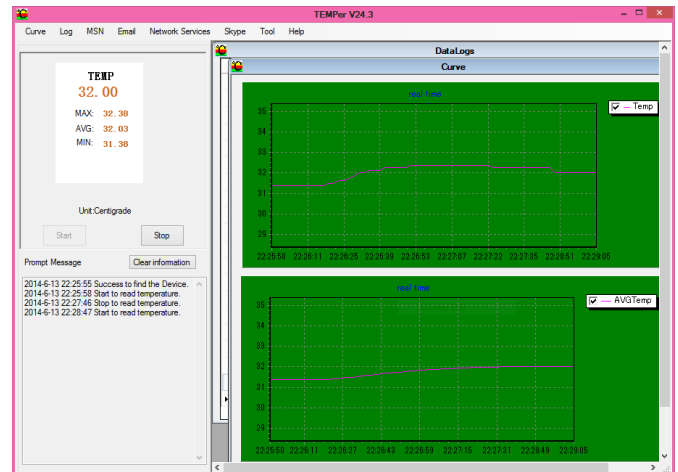 TEMPer V24.3
Curve Log MSN Email Network Services Skype Tool Help
DataLogs
Curve
TEMP
32.00
MAX: 32.38
AVG: 32.03
MIN: 31.38
Unit:Centigrade
Start Stop
Prompt Message Clear information
2014-6-13 22:25:55 Success to find the Device.
2014-6-13 22:25:58 Start to read temperature.
2014-6-13 22:27:46 Stop to read temperature.
2014-6-13 22:28:47 Start to read temperature.
real time
Temp
35
34
33
32
31
30
29
22:25:58 22:26:11 22:26:25 22:26:39 22:26:53 22:27:07 22:27:22 22:27:35 22:28:51 22:29:05
real time
AVGTemp
35
34
33
32
31
30
29
22:25:58 22:26:11 22:26:27 22:26:43 22:26:59 22:27:15 22:27:31 22:28:49 22:29:05